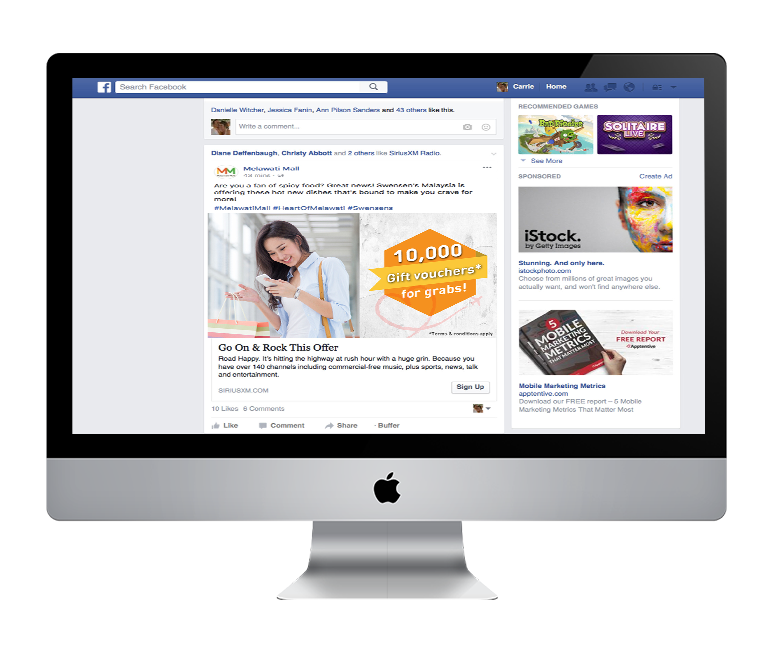 Search Facebook
Carrie Home
Danielle Witcher, Jessica Fanin, Ann Pilson Sanders and 43 others like this.
Write a comment...
Diane Deffenbaugh, Christy Abbott and 2 others like SiriusXM Radio.
Melawati Mall
Are you a fan of spicy food? Great news! Swensen's Malaysia is
offering these hot new dishes that's bound to make you crave for
more!
#MelawatiMall #HeartOfMelawati #Swensens
10,000
Gift vouchers*
for grabs!
*Terms & conditions apply
Go On & Rock This Offer
Road Happy. It's hitting the highway at rush hour with a huge grin. Because you
have over 140 channels including commercial-free music, plus sports, news, talk
and entertainment.
SIRIUSXM.COM
Sign Up
10 Likes 6 Comments
Like Comment Share · Buffer
RECOMMENDED GAMES
SOLITAIRE
LIVE
See More
SPONSORED Create Ad
iStock.
by Getty Images
Stunning. And only here.
istockphoto.com
Choose from millions of great images you
actually want, and won't find anywhere else.
5
MOBILE
MARKETING
METRICS
THAT MATTER MOST
Download Your
FREE REPORT
Apptentive
Mobile Marketing Metrics
apptentive.com
Download our FREE report – 5 Mobile
Marketing Metrics That Matter Most